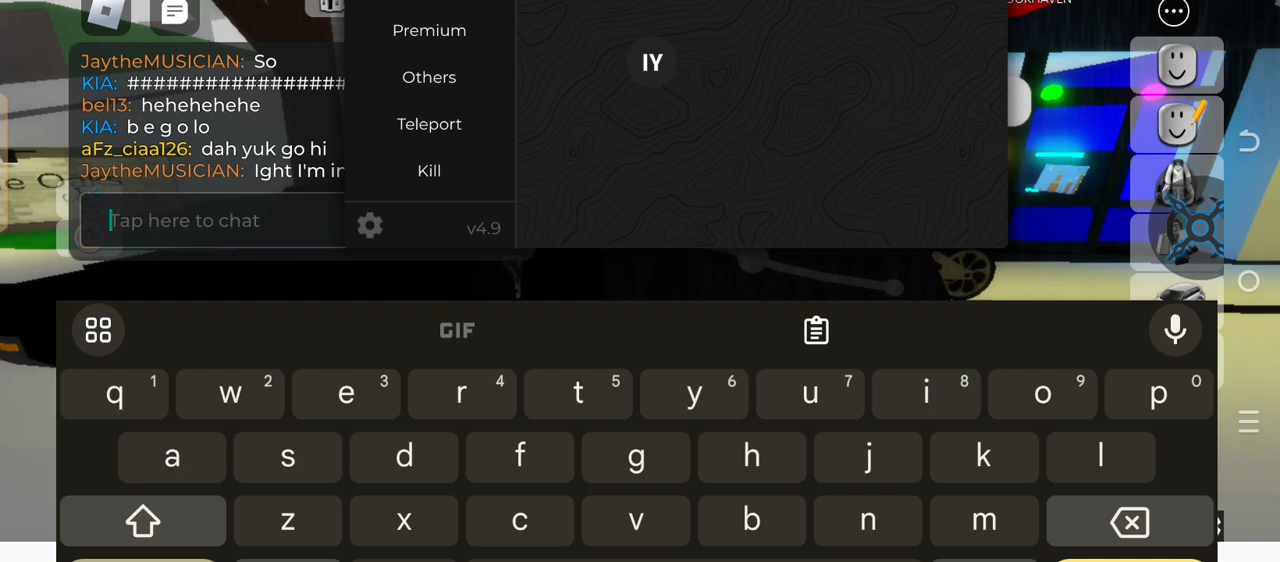 JaytheMUSICIAN: So
KIA: #################
bel13: hehehehehe
KIA: b e g o lo
aFz_ciaa126: dah yuk go hi
JaytheMUSICIAN: Ight I'm in
Tap here to chat
Premium
Others
Teleport
Kill
v4.9
IY
GIF
q 1 w 2 e 3 r 4 t 5 y 6 u 7 i 8 o 9 p 0
a s d f g h j k l
z x c v b n m